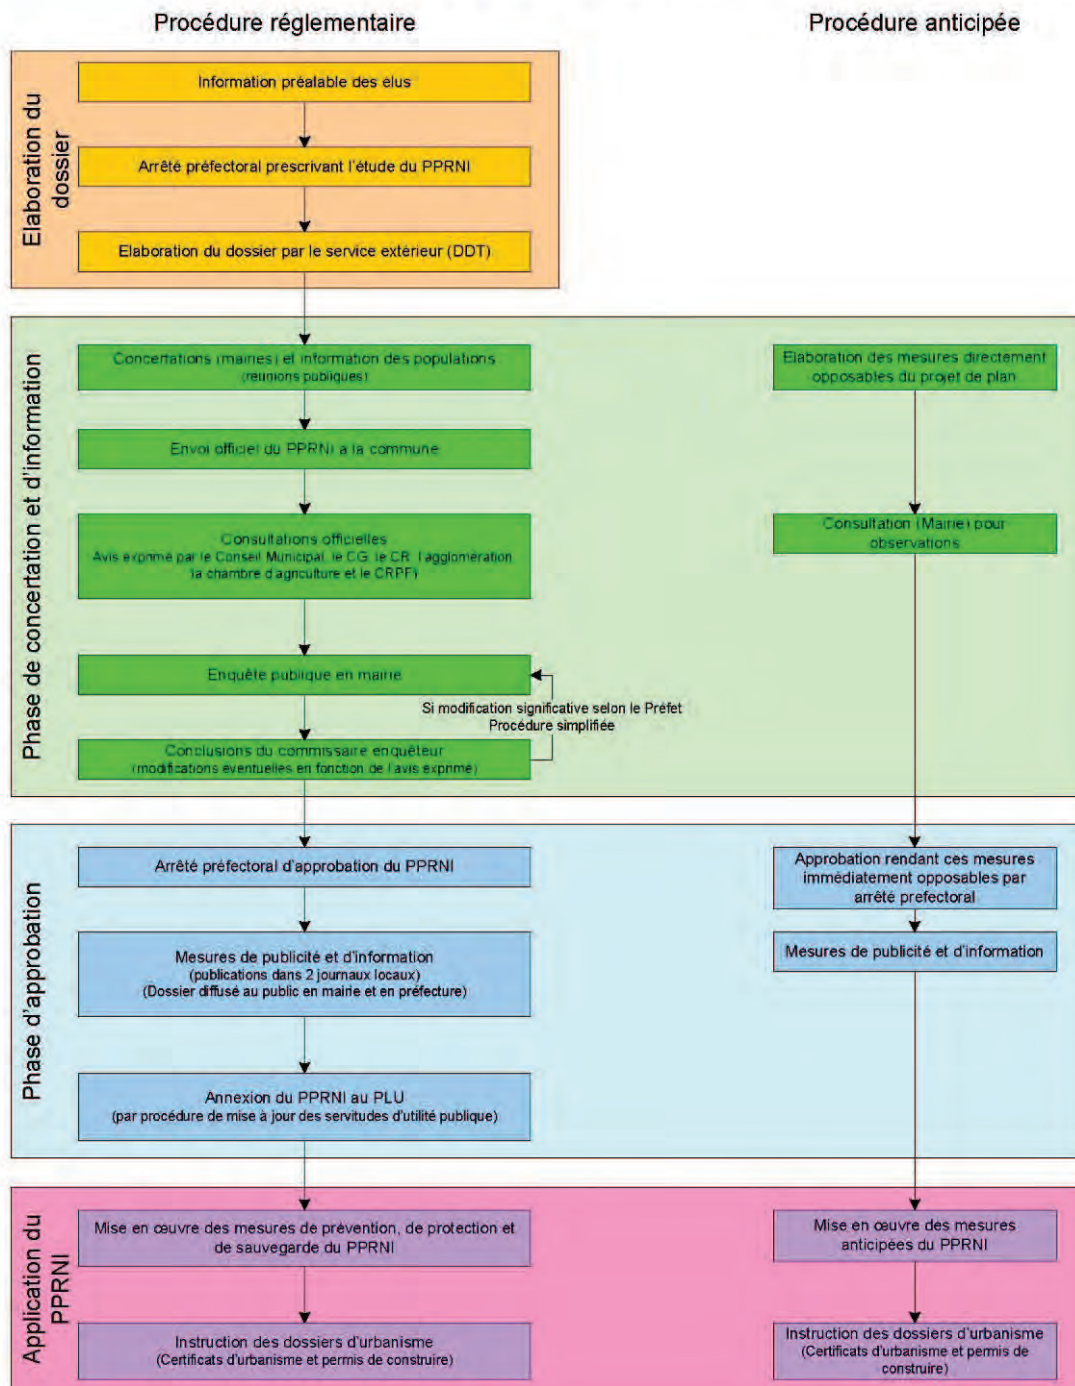 Procédure réglementaire
Procédure anticipée
Elaboration du
dossier
Information préalable des élus
Arrêté préfectoral prescrivant l'étude du PPRNI
Elaboration du dossier par le service extérieur (DDT)
Phase de concertation et d'information
Concertations (mairies) et information des populations
(réunions publiques)
Envoi officiel du PPRNI à la commune
Consultations officielles
Avis exprimé par le Conseil Municipal, le CG, le CR, l'agglomération
la chambre d'agriculture et le CRPF)
Enquête publique en mairie
Si modification significative selon le Préfet
Procédure simplifiée
Conclusions du commissaire enquêteur
(modifications éventuelles en fonction de l'avis exprimé)
Elaboration des mesures directement
opposables du projet de plan
Consultation (Mairie) pour
observations
Phase d'approbation
Arrêté préfectoral d'approbation du PPRNI
Mesures de publicité et d'information
(publications dans 2 journaux locaux)
(Dossier diffusé au public en mairie et en préfecture)
Annexion du PPRNI au PLU
(par procédure de mise à jour des servitudes d'utilité publique)
Approbation rendant ces mesures
immédiatement opposables par
arrêté prefectoral
Mesures de publicité et d'information
Application du
PPRNI
Mise en œuvre des mesures de prévention, de protection et
de sauvegarde du PPRNI
Instruction des dossiers d'urbanisme
(Certificats d'urbanisme et permis de construire)
Mise en œuvre des mesures
anticipées du PPRNI
Instruction des dossiers d'urbanisme
(Certificats d'urbanisme et permis de
construire)